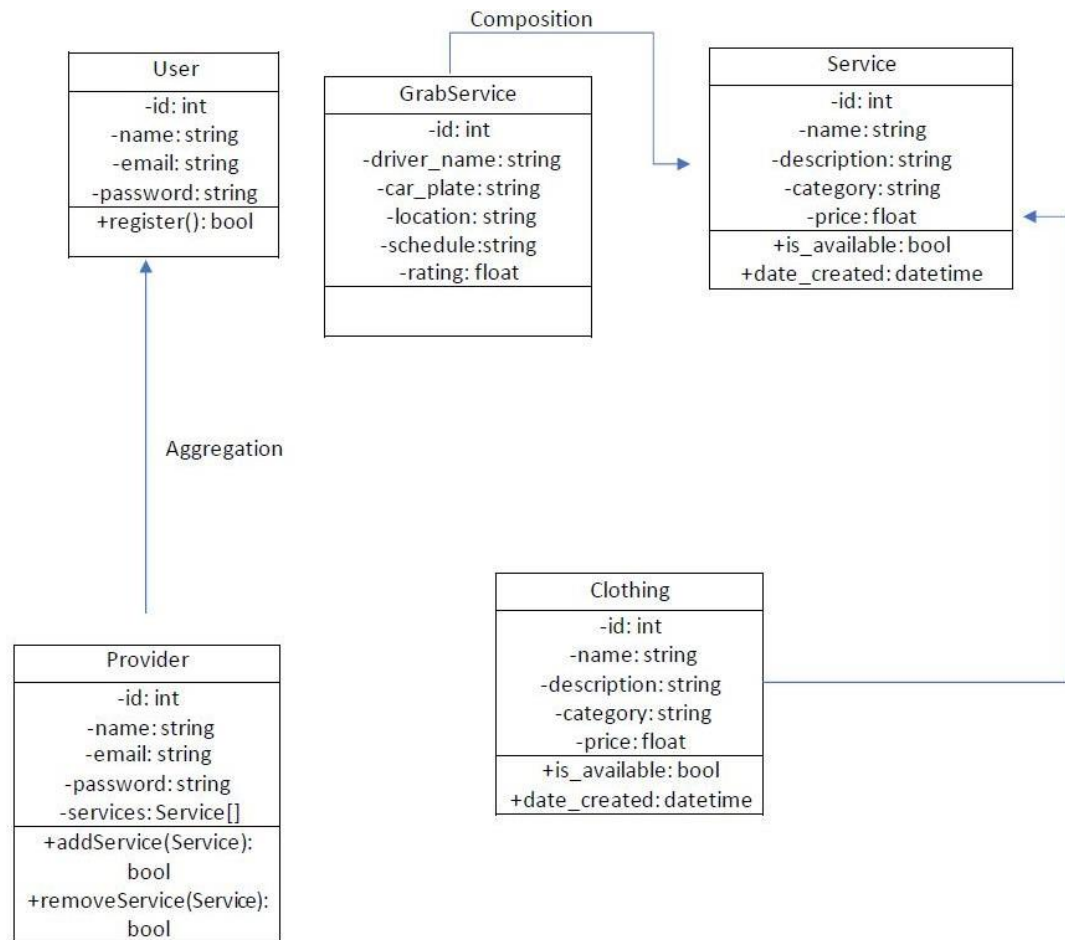 Composition
User
-id: int
-name: string
-email: string
-password: string
+register(): bool
GrabService
-id: int
-driver_name: string
-car_plate: string
-location: string
-schedule:string
-rating: float
Service
-id: int
-name: string
-description: string
-category: string
-price: float
+is_available: bool
+date_created: datetime
Aggregation
Provider
-id: int
-name: string
-email: string
-password: string
-services: Service[]
+addService(Service):
bool
+removeService(Service):
bool
Clothing
-id: int
-name: string
-description: string
-category: string
-price: float
+is_available: bool
+date_created: datetime